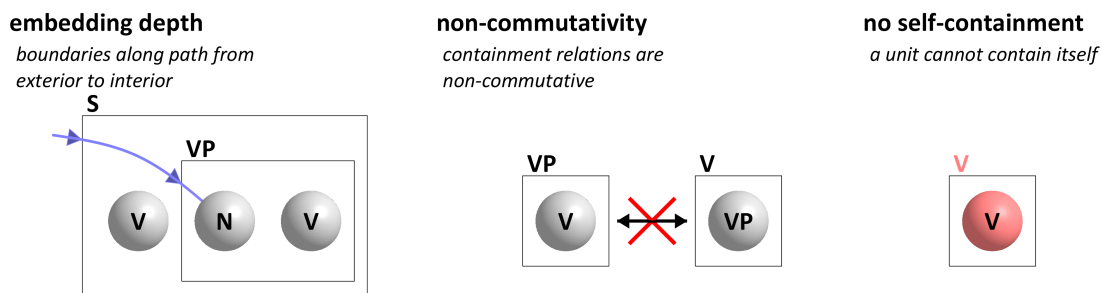 embedding depth
boundaries along path from
exterior to interior
S
VP
V
N
V
non-commutativity
containment relations are
non-commutative
VP
V
V
VP
no self-containment
a unit cannot contain itself
V
V